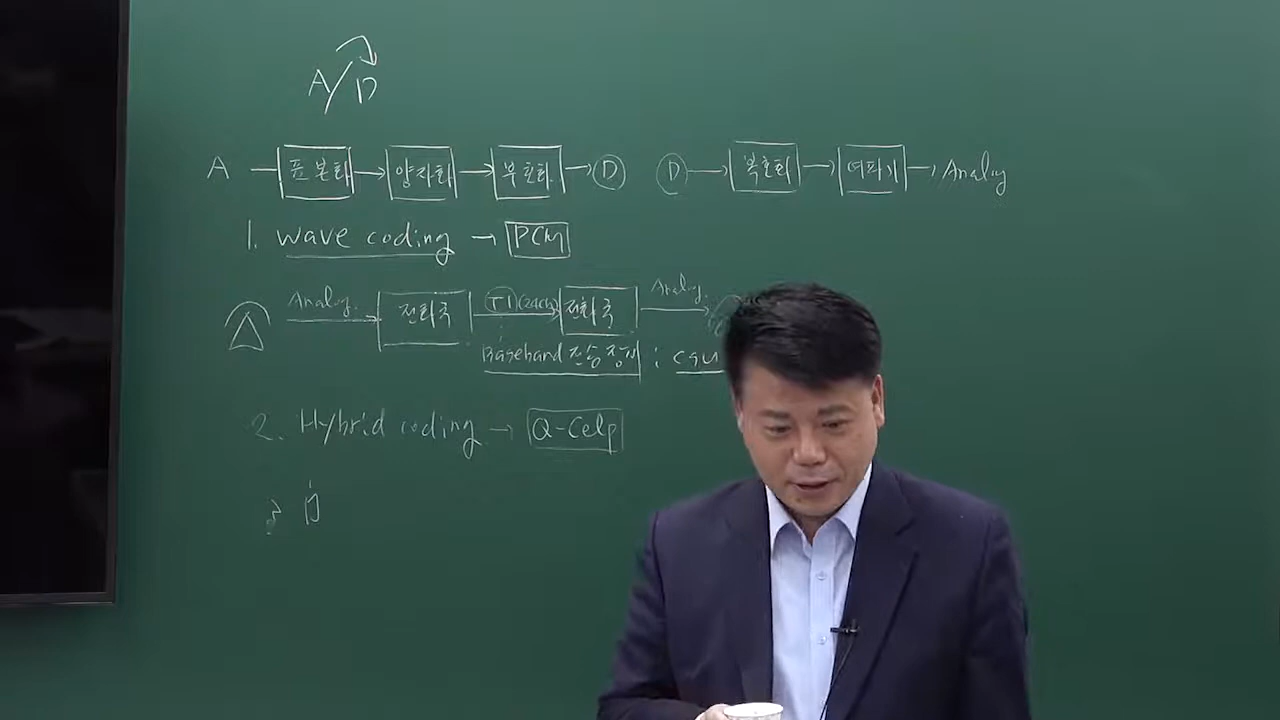 A/D
A → 표본화 → 양자화 → 부호화 → D D → 복호화 → 여파기 → Analog
1. wave coding → PCM
Analog. 전화국 T1(24ch) 전화국 Analog.
Baseband 전송장치 : CSU
2. Hybrid coding → Q-Celp